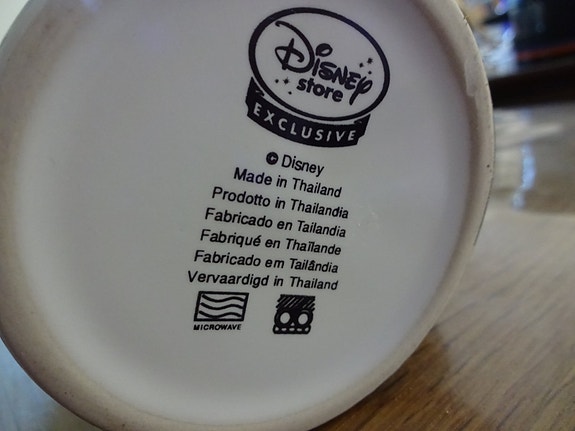 Disney
store
EXCLUSIVE
© Disney
Made in Thailand
Prodotto in Thailandia
Fabricado en Tailandia
Fabriqué en Thaïlande
Fabricado em Tailândia
Vervaardigd in Thailand
MICROWAVE